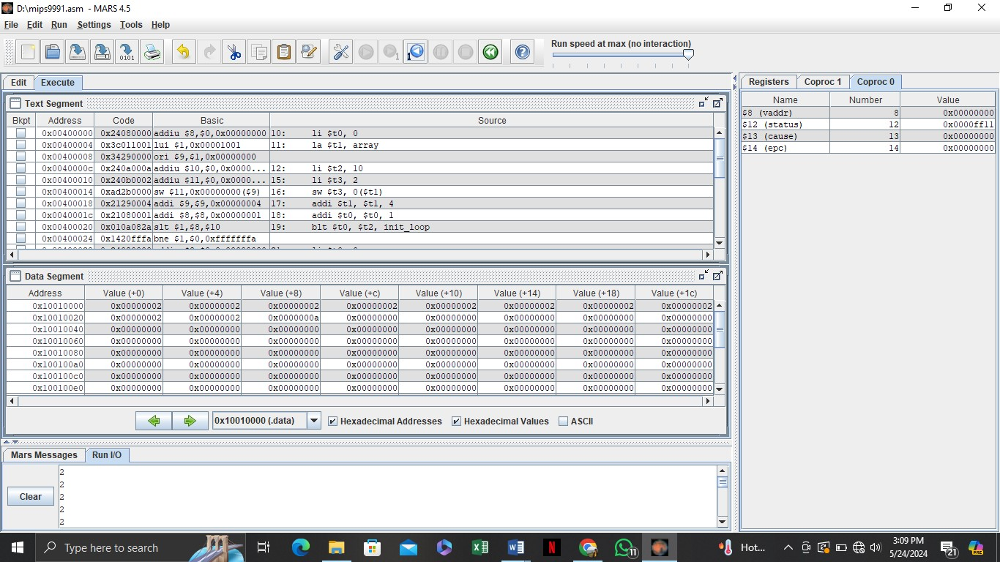 D:\mips9991.asm - MARS 4.5
File Edit Run Settings Tools Help
Run speed at max (no interaction)
Edit Execute
Text Segment
Bkpt Address Code Basic Source
0x00400000 0x24080000 addiu $8,$0,0x00000000 10: li $t0, 0
0x00400004 0x3c011001 lui $1,0x00001001 11: la $t1, array
0x00400008 0x34290000 ori $9,$1,0x00000000
0x0040000c 0x240a000a addiu $10,$0,0x0000... 12: li $t2, 10
0x00400010 0x240b0002 addiu $11,$0,0x0000... 15: li $t3, 2
0x00400014 0xad2b0000 sw $11,0x00000000($9) 16: sw $t3, 0($t1)
0x00400018 0x21290004 addi $9,$9,0x00000004 17: addi $t1, $t1, 4
0x0040001c 0x21080001 addi $8,$8,0x00000001 18: addi $t0, $t0, 1
0x00400020 0x010a082a slt $1,$8,$10 19: blt $t0, $t2, init_loop
0x00400024 0x1420fffa bne $1,$0,0xfffffffa
Data Segment
Address Value (+0) Value (+4) Value (+8) Value (+c) Value (+10) Value (+14) Value (+18) Value (+1c)
0x10010000 0x00000002 0x00000002 0x00000002 0x00000002 0x00000002 0x00000002 0x00000002 0x00000002
0x10010020 0x00000002 0x00000002 0x0000000a 0x00000000 0x00000000 0x00000000 0x00000000 0x00000000
0x10010040 0x00000000 0x00000000 0x00000000 0x00000000 0x00000000 0x00000000 0x00000000 0x00000000
0x10010060 0x00000000 0x00000000 0x00000000 0x00000000 0x00000000 0x00000000 0x00000000 0x00000000
0x10010080 0x00000000 0x00000000 0x00000000 0x00000000 0x00000000 0x00000000 0x00000000 0x00000000
0x100100a0 0x00000000 0x00000000 0x00000000 0x00000000 0x00000000 0x00000000 0x00000000 0x00000000
0x100100c0 0x00000000 0x00000000 0x00000000 0x00000000 0x00000000 0x00000000 0x00000000 0x00000000
0x100100e0 0x00000000 0x00000000 0x00000000 0x00000000 0x00000000 0x00000000 0x00000000 0x00000000
0x10010000 (.data) Hexadecimal Addresses Hexadecimal Values ASCII
Mars Messages Run I/O
Clear
2
2
2
2
2
Registers Coproc 1 Coproc 0
Name Number Value
$8 (vaddr) 8 0x00000000
$12 (status) 12 0x0000ff11
$13 (cause) 13 0x00000000
$14 (epc) 14 0x00000000
Type here to search
11
Hot...
3:09 PM
5/24/2024
21
PRE